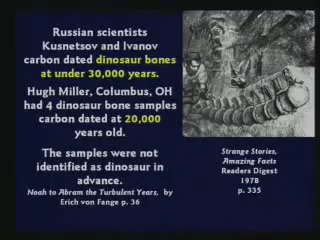 Russian scientists
Kusnetsov and Ivanov
carbon dated dinosaur bones
at under 30,000 years.
Hugh Miller, Columbus, OH
had 4 dinosaur bone samples
carbon dated at 20,000
years old.
The samples were not
identified as dinosaur in
advance.
Noah to Abram the Turbulent Years, by
Erich von Fange p. 36
Strange Stories,
Amazing Facts
Readers Digest
1978
p. 335